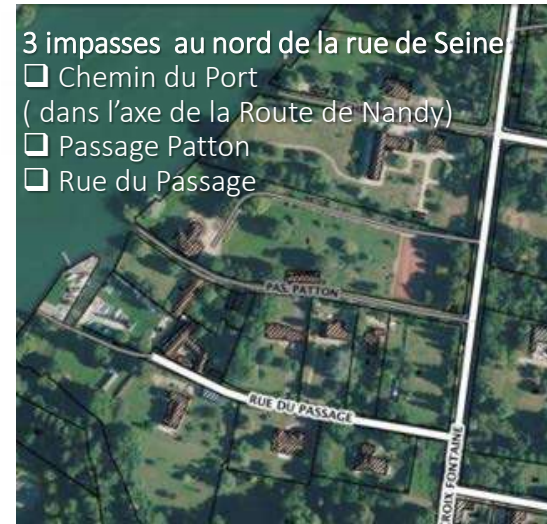 3 impasses au nord de la rue de Seine:
❑ Chemin du Port
( dans l’axe de la Route de Nandy)
❑ Passage Patton
❑ Rue du Passage
PAS. PATTON
RUE DU PASSAGE
CROIX FONTAINE